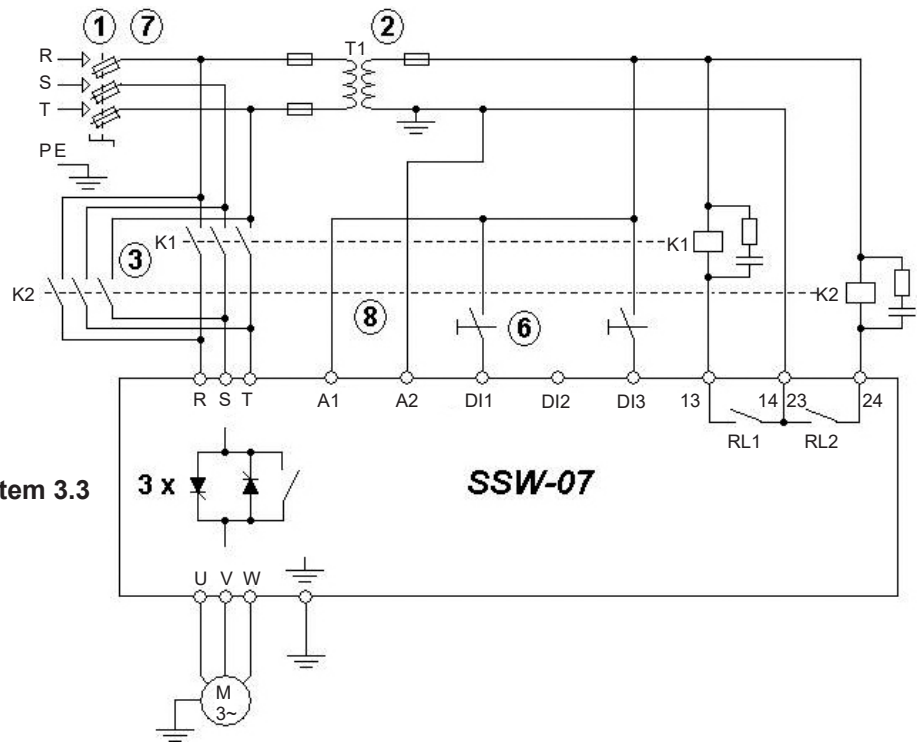 1 7 2
T1
R
S
T
PE
K1 K1
3
K2 K2
8 6
R S T A1 A2 DI1 DI2 DI3 13 14 23 24
RL1 RL2
tem 3.3 3 x SSW-07
U V W
M
3~